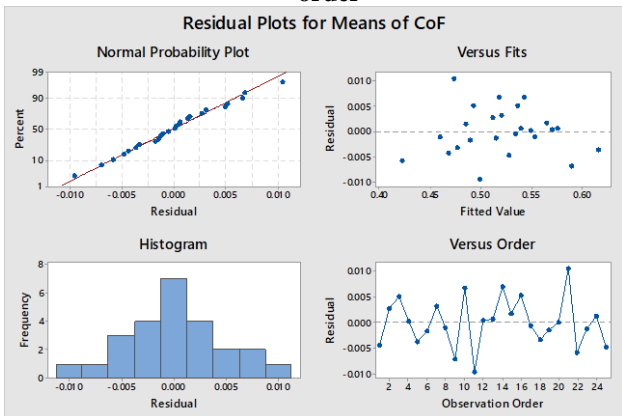 Residual Plots for Means of CoF
Normal Probability Plot
99
90
50
10
1
Percent
-0.010 -0.005 0.000 0.005 0.010
Residual
Versus Fits
0.010
0.005
0.000
-0.005
-0.010
Residual
0.40 0.45 0.50 0.55 0.60
Fitted Value
Histogram
8
6
4
2
0
Frequency
-0.010 -0.005 0.000 0.005 0.010
Residual
Versus Order
0.010
0.005
0.000
-0.005
-0.010
Residual
2 4 6 8 10 12 14 16 18 20 22 24
Observation Order